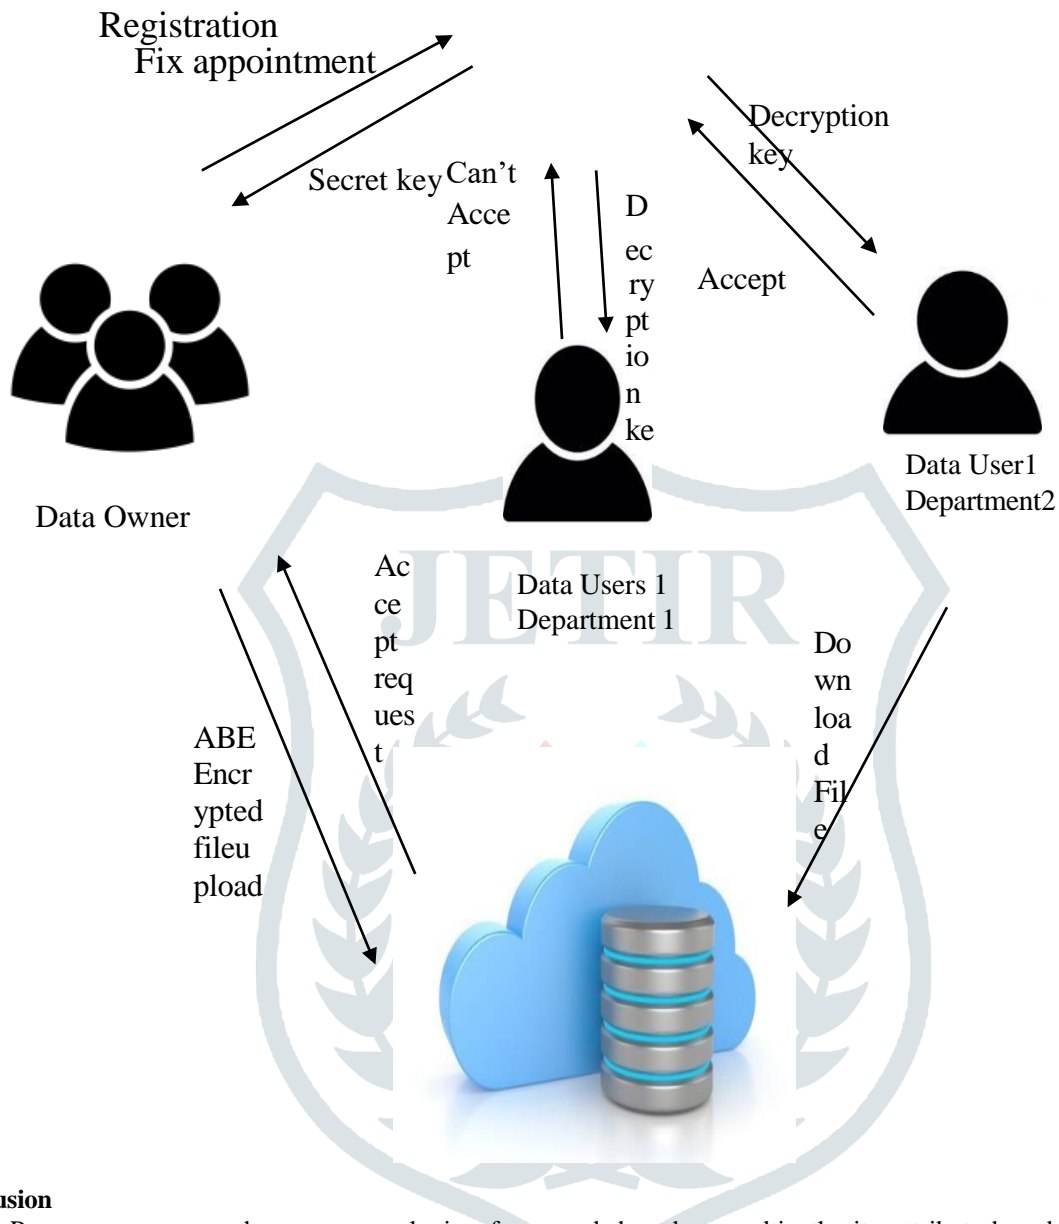 Registration
Fix appointment
Decryption
key
Secret key
Can’t
Acce
pt
D
ec
ry
pt
io
n
ke
Accept
Data User1
Department2
Data Owner
JETIR
Data Users 1
Department 1
Ac
ce
pt
req
ues
t
Do
wn
loa
d
Fil
e
ABE
Encr
ypted
fileu
pload
usion